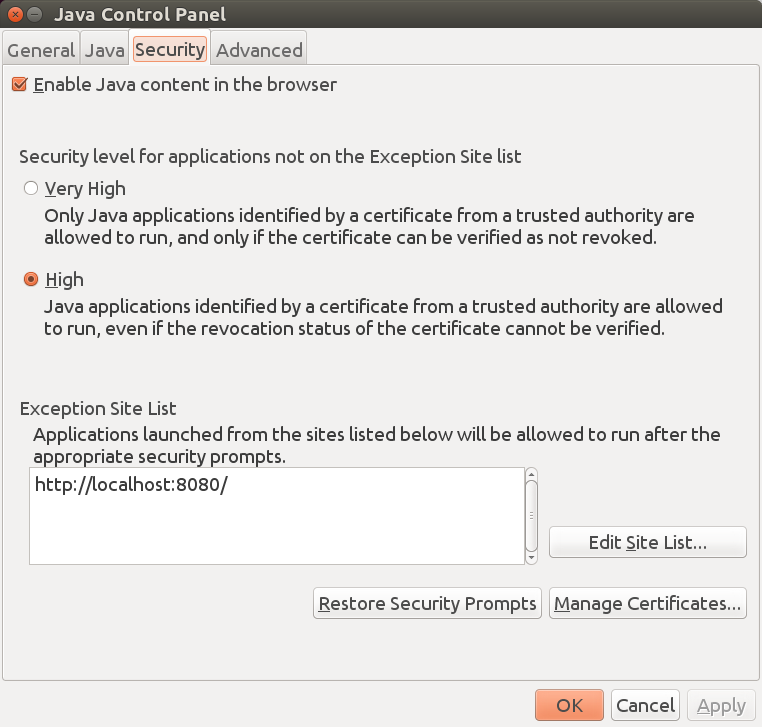 Java Control Panel
General Java Security Advanced
Enable Java content in the browser
Security level for applications not on the Exception Site list
Very High
Only Java applications identified by a certificate from a trusted authority are
allowed to run, and only if the certificate can be verified as not revoked.
High
Java applications identified by a certificate from a trusted authority are allowed
to run, even if the revocation status of the certificate cannot be verified.
Exception Site List
Applications launched from the sites listed below will be allowed to run after the
appropriate security prompts.
http://localhost:8080/
Edit Site List...
Restore Security Prompts Manage Certificates...
OK Cancel Apply